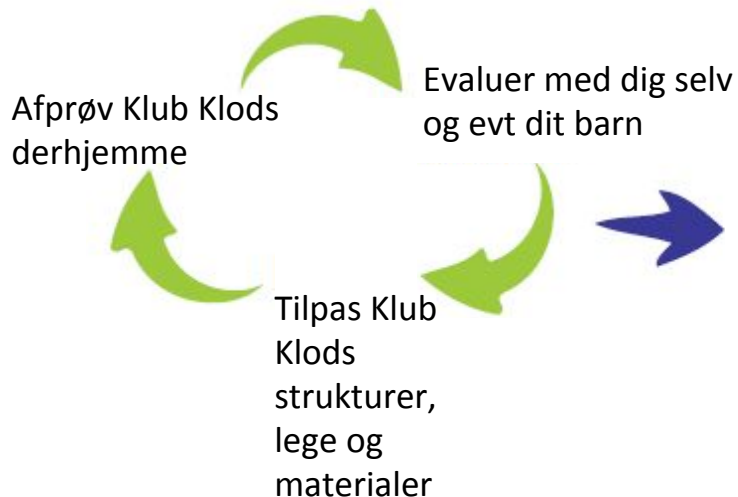 Afprøv Klub Klods
derhjemme
Evaluer med dig selv
og evt dit barn
Tilpas Klub
Klods
strukturer,
lege og
materialer